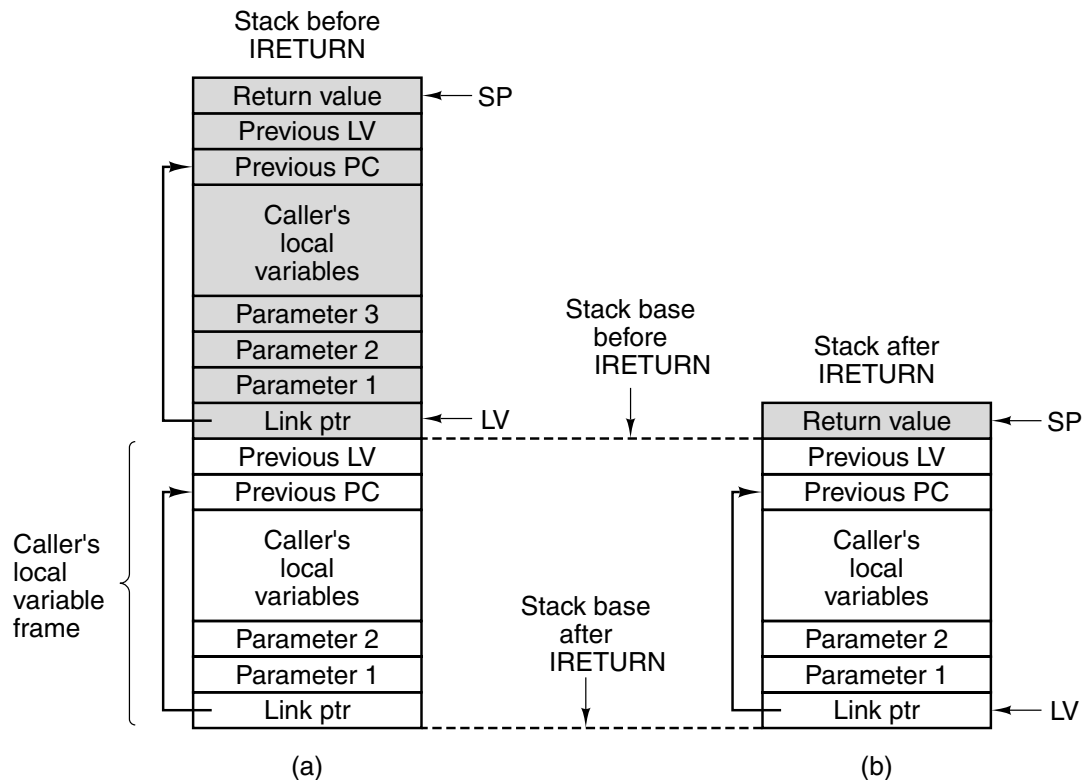 Stack before
IRETURN
Return value
SP
Previous LV
Previous PC
Caller's
local
variables
Parameter 3
Parameter 2
Parameter 1
Link ptr
LV
Previous LV
Previous PC
Caller's
local
variables
Parameter 2
Parameter 1
Link ptr
Caller's
local
variable
frame
(a)
Stack base
before
IRETURN
Stack base
after
IRETURN
Stack after
IRETURN
Return value
SP
Previous LV
Previous PC
Caller's
local
variables
Parameter 2
Parameter 1
Link ptr
LV
(b)